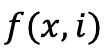 f(x, i)